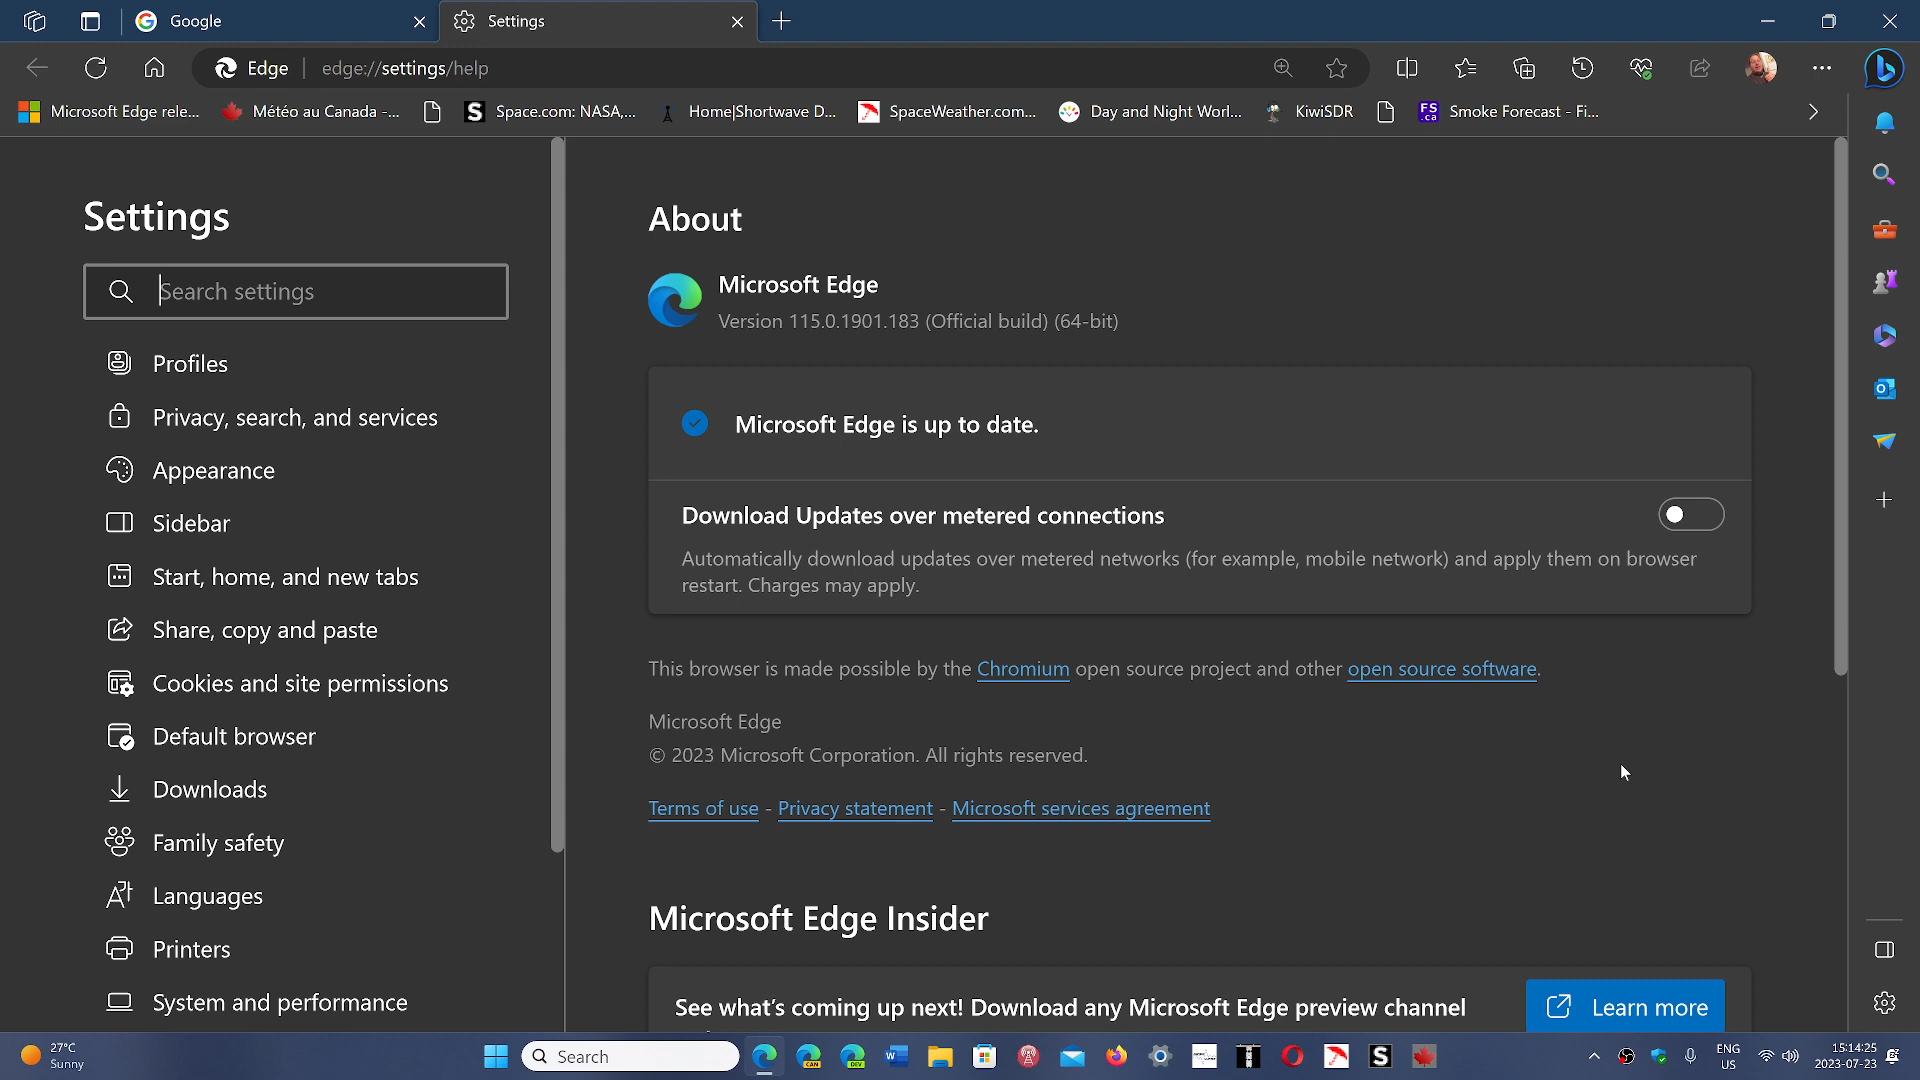 Google
Settings
Edge
edge://settings/help
Microsoft Edge rele...
Météo au Canada -...
Space.com: NASA,...
Home|Shortwave D...
SpaceWeather.com...
Day and Night Worl...
KiwiSDR
FS.ca
Smoke Forecast - Fi...
Settings
Search settings
Profiles
Privacy, search, and services
Appearance
Sidebar
Start, home, and new tabs
Share, copy and paste
Cookies and site permissions
Default browser
Downloads
Family safety
Languages
Printers
System and performance
About
Microsoft Edge
Version 115.0.1901.183 (Official build) (64-bit)
Microsoft Edge is up to date.
Download Updates over metered connections
Automatically download updates over metered networks (for example, mobile network) and apply them on browser
restart. Charges may apply.
This browser is made possible by the Chromium open source project and other open source software.
Microsoft Edge
© 2023 Microsoft Corporation. All rights reserved.
Terms of use - Privacy statement - Microsoft services agreement
Microsoft Edge Insider
See what's coming up next! Download any Microsoft Edge preview channel
Learn more
27°C
Sunny
Search
CAN
DEV
ENG
US
15:14:25
2023-07-23